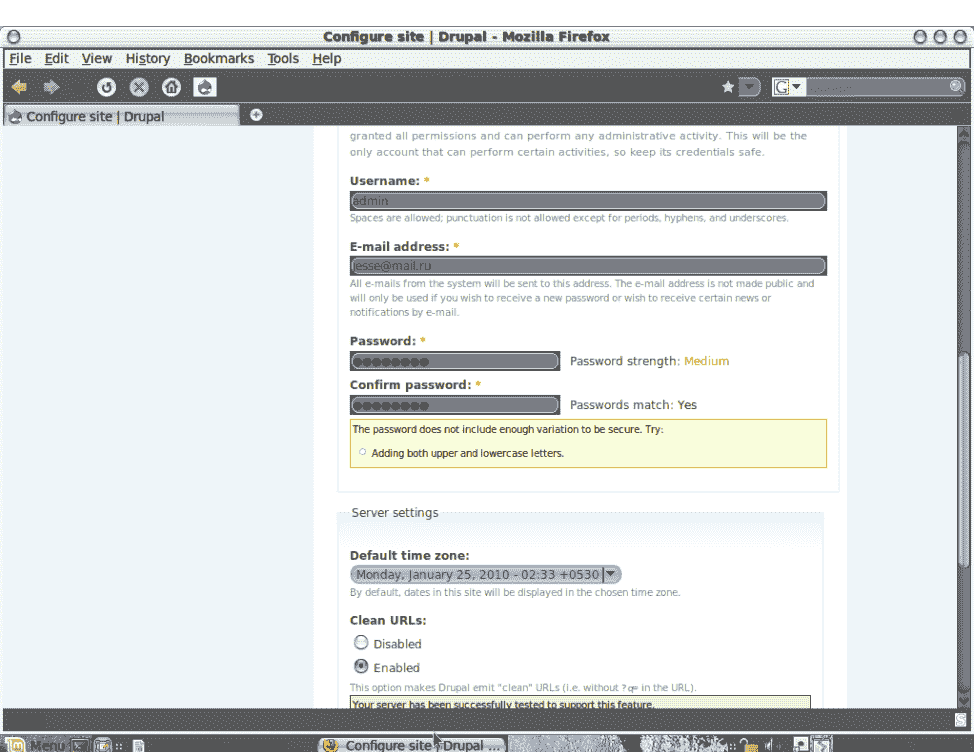 Configure site | Drupal - Mozilla Firefox
File Edit View History Bookmarks Tools Help
G
Configure site | Drupal
granted all permissions and can perform any administrative activity. This will be the
only account that can perform certain activities, so keep its credentials safe.
Username: *
admin
Spaces are allowed; punctuation is not allowed except for periods, hyphens, and underscores.
E-mail address: *
jesse@mail.ru
All e-mails from the system will be sent to this address. The e-mail address is not made public and
will only be used if you wish to receive a new password or wish to receive certain news or
notifications by e-mail.
Password: *
Password strength: Medium
Confirm password: *
Passwords match: Yes
The password does not include enough variation to be secure. Try:
Adding both upper and lowercase letters.
Server settings
Default time zone:
Monday, January 25, 2010 - 02:33 +0530
By default, dates in this site will be displayed in the chosen time zone.
Clean URLs:
Disabled
Enabled
This option makes Drupal emit "clean" URLs (i.e. without ?q= in the URL).
Your server has been successfully tested to support this feature.
Menu
Configure site | Drupal ...